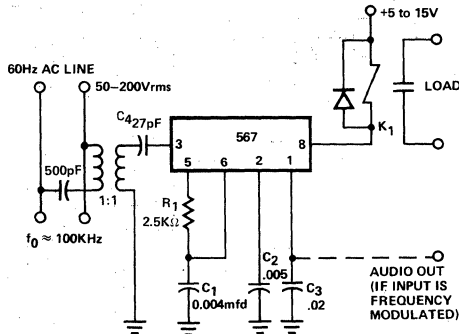 +5 to 15V
60Hz AC LINE
50–200Vrms
C4 27pF
567
LOAD
3
8
K1
500pF
5
6
2
1
1:1
R1
2.5KΩ
f0 ≈ 100KHz
C1
0.004mfd
C2
.005
C3
.02
AUDIO OUT
(IF INPUT IS
FREQUENCY
MODULATED)